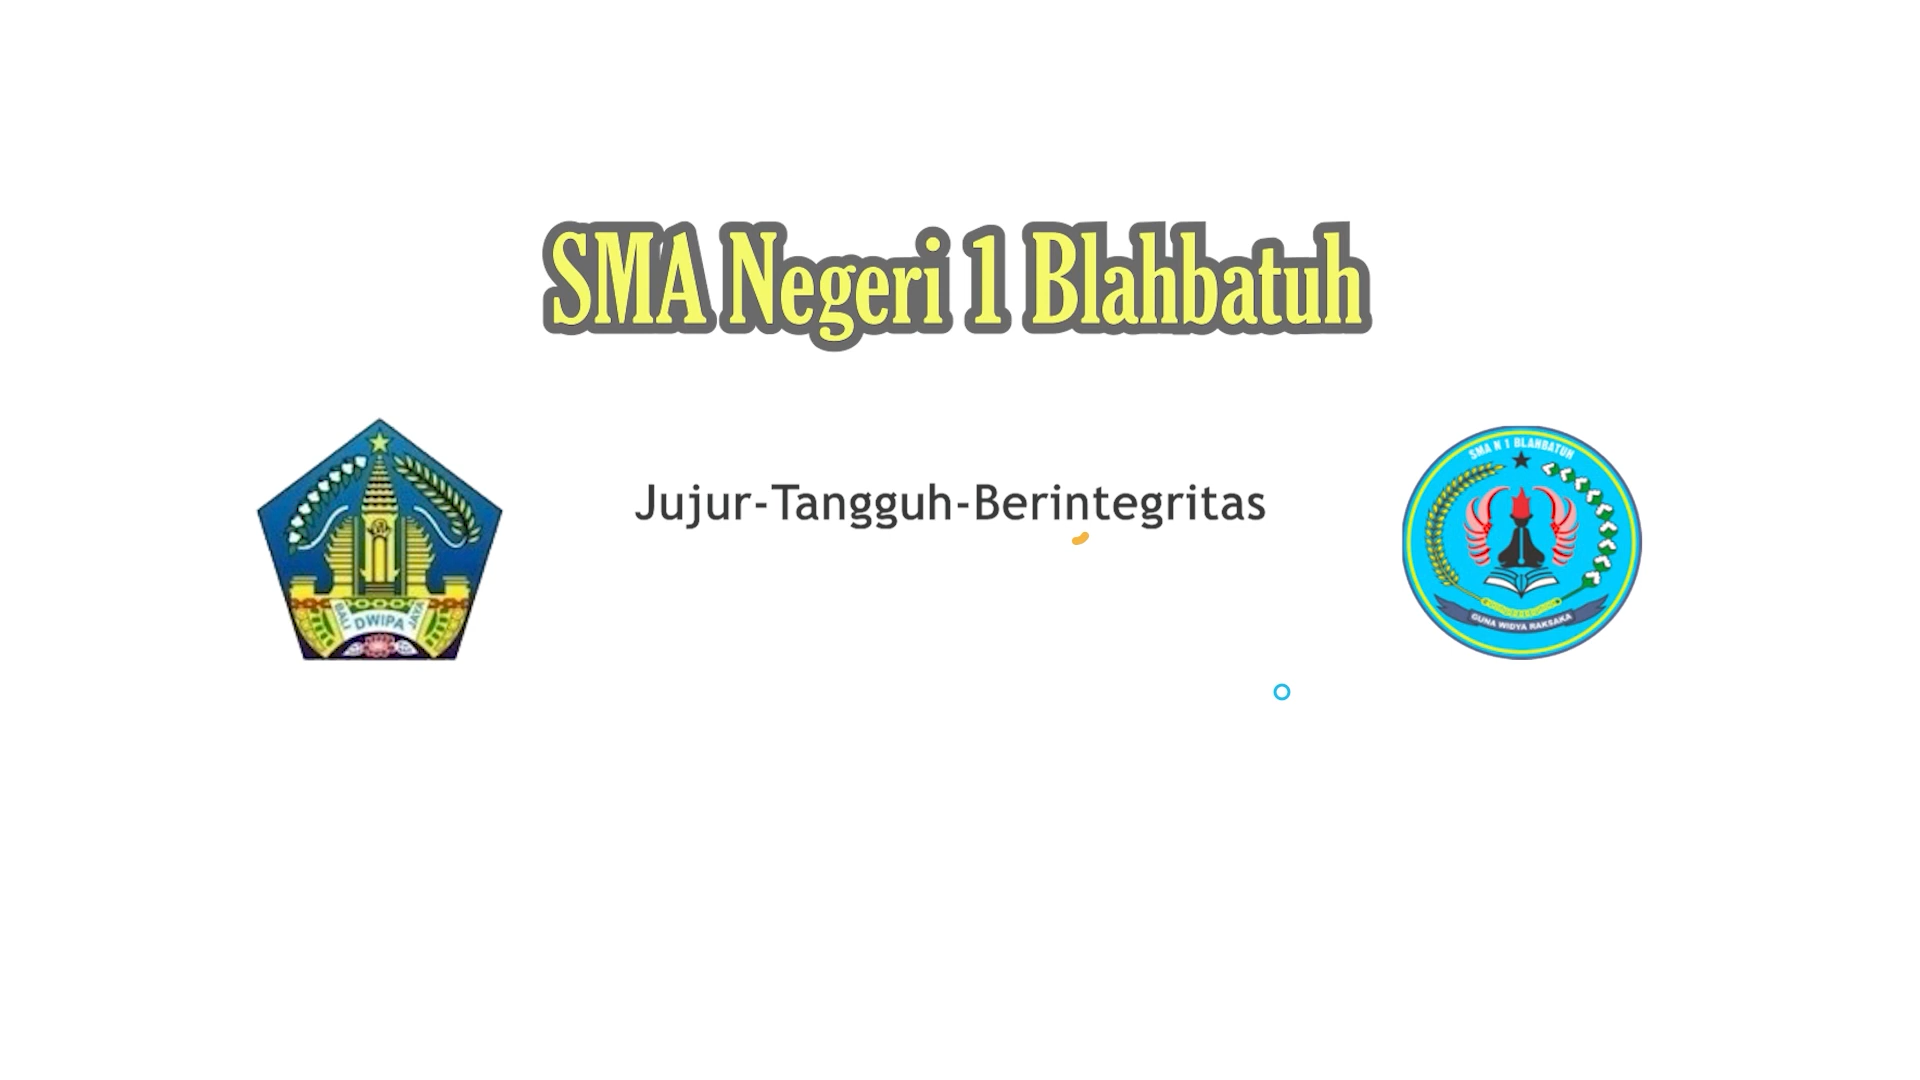 SMA Negeri 1 Blahbatuh
Jujur-Tangguh-Berintegritas
BALI DWIPA JAYA
SMA N 1 BLAHBATUH
GUNA WIDYA RAKSAKA